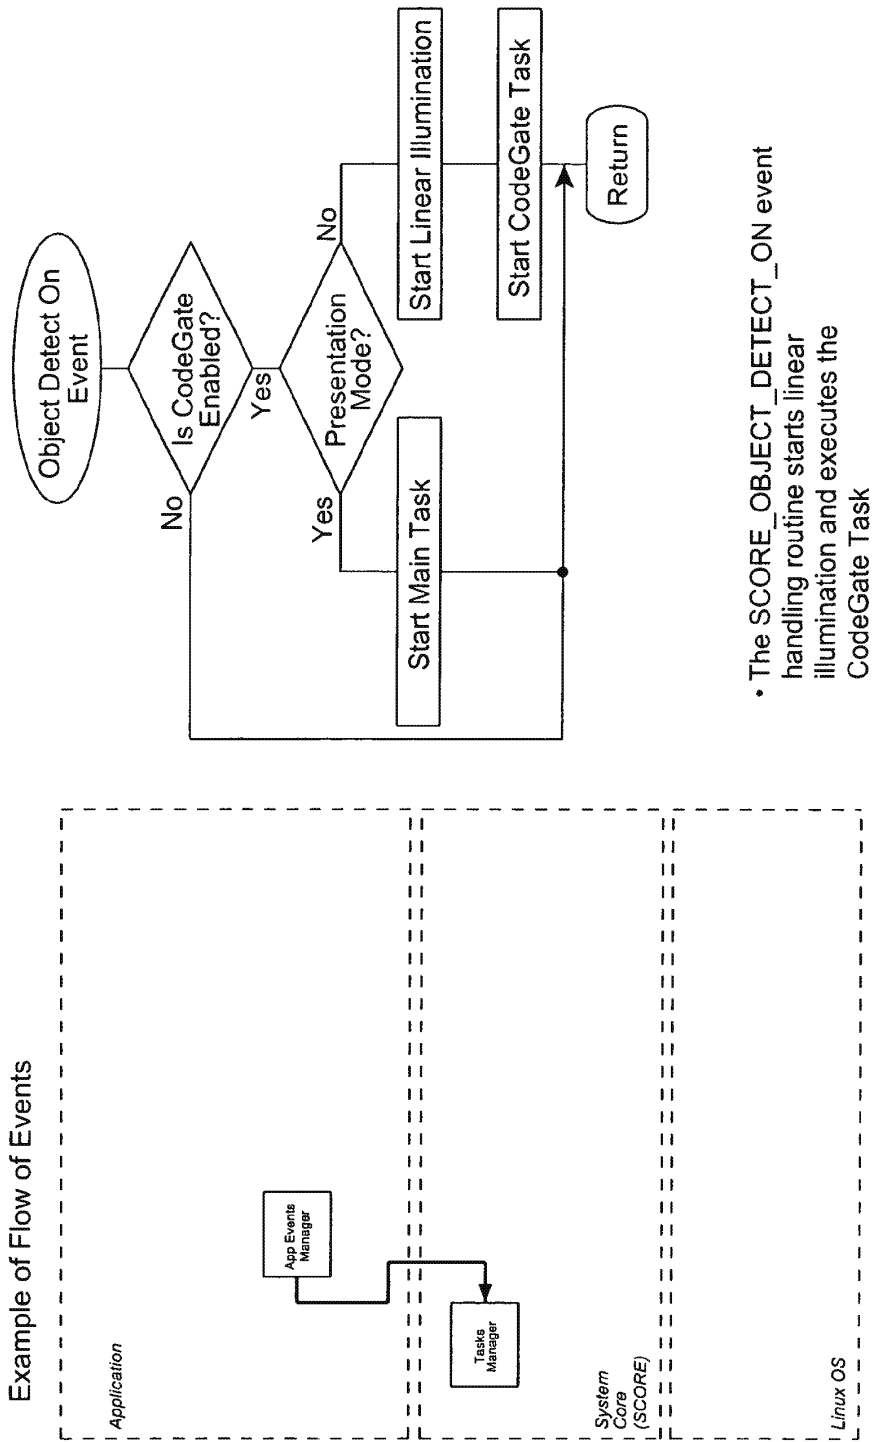 Example of Flow of Events
Application
App Events
Manager
Tasks
Manager
System
Core
(SCORE)
Linux OS
Object Detect On
Event
Is CodeGate
Enabled?
No
Yes
Presentation
Mode?
Yes
No
Start Main Task
Start Linear Illumination
Start CodeGate Task
Return
• The SCORE_OBJECT_DETECT_ON event
handling routine starts linear
illumination and executes the
CodeGate Task